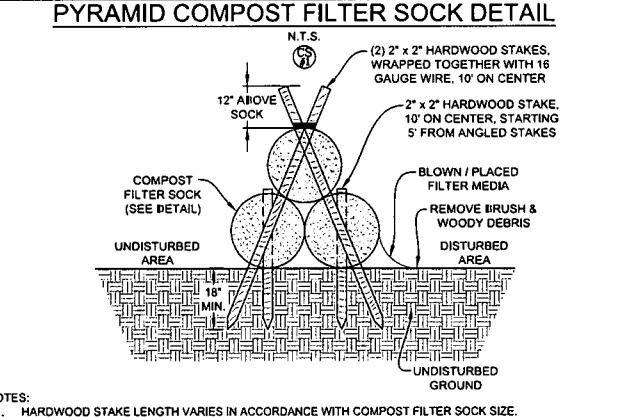 PYRAMID COMPOST FILTER SOCK DETAIL
N.T.S.
CS
1
(2) 2" x 2" HARDWOOD STAKES,
WRAPPED TOGETHER WITH 16
GAUGE WIRE, 10' ON CENTER
12" ABOVE
SOCK
2" x 2" HARDWOOD STAKE,
10' ON CENTER, STARTING
5' FROM ANGLED STAKES
COMPOST
FILTER SOCK
(SEE DETAIL)
BLOWN / PLACED
FILTER MEDIA
REMOVE BRUSH &
WOODY DEBRIS
UNDISTURBED
AREA
DISTURBED
AREA
18"
MIN.
UNDISTURBED
GROUND
OTES:
. HARDWOOD STAKE LENGTH VARIES IN ACCORDANCE WITH COMPOST FILTER SOCK SIZE.